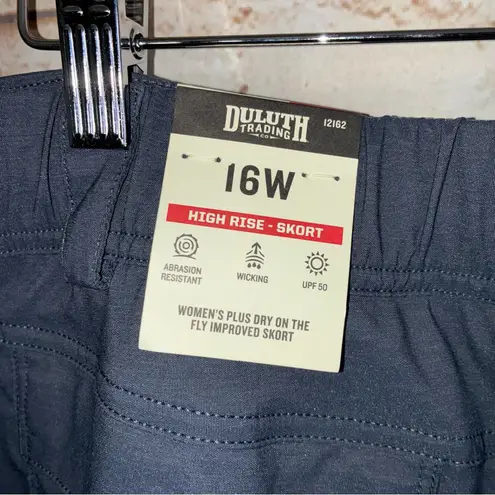 DULUTH
TRADING
CO
12162
16W
HIGH RISE - SKORT
ABRASION
RESISTANT
WICKING
UPF 50
WOMEN'S PLUS DRY ON THE
FLY IMPROVED SKORT